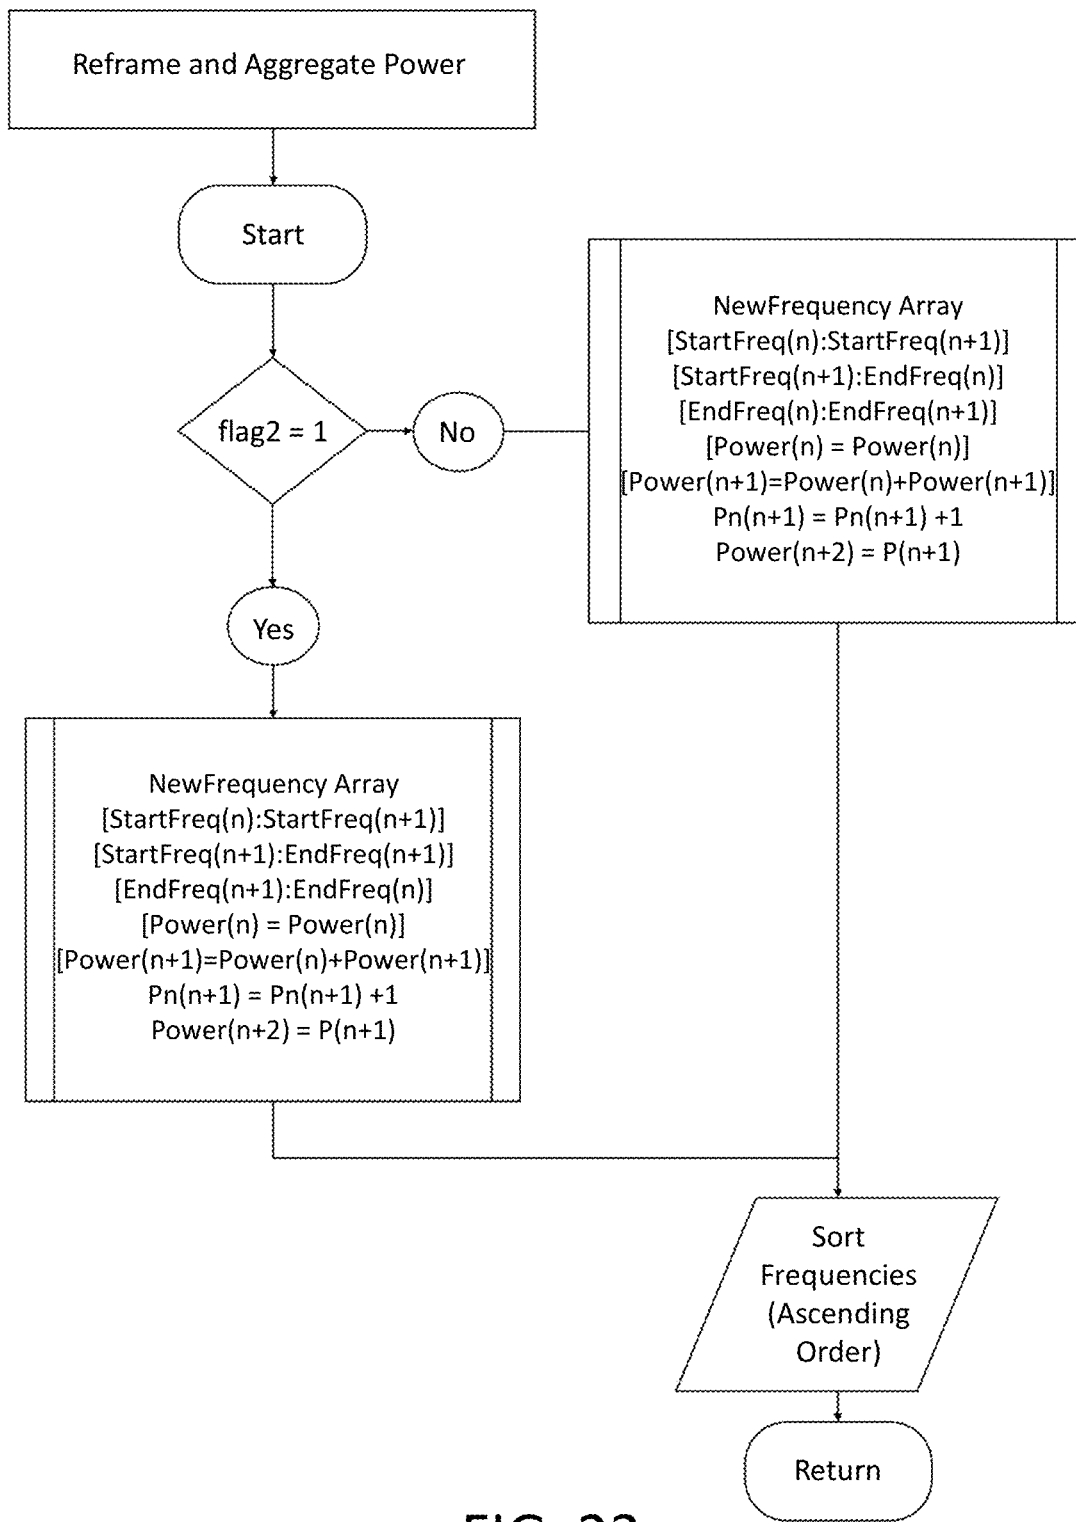 Reframe and Aggregate Power
Start
flag2 = 1
No
NewFrequency Array
[StartFreq(n):StartFreq(n+1)]
[StartFreq(n+1):EndFreq(n)]
[EndFreq(n):EndFreq(n+1)]
[Power(n) = Power(n)]
[Power(n+1)=Power(n)+Power(n+1)]
Pn(n+1) = Pn(n+1) +1
Power(n+2) = P(n+1)
Yes
NewFrequency Array
[StartFreq(n):StartFreq(n+1)]
[StartFreq(n+1):EndFreq(n+1)]
[EndFreq(n+1):EndFreq(n)]
[Power(n) = Power(n)]
[Power(n+1)=Power(n)+Power(n+1)]
Pn(n+1) = Pn(n+1) +1
Power(n+2) = P(n+1)
Sort
Frequencies
(Ascending
Order)
Return